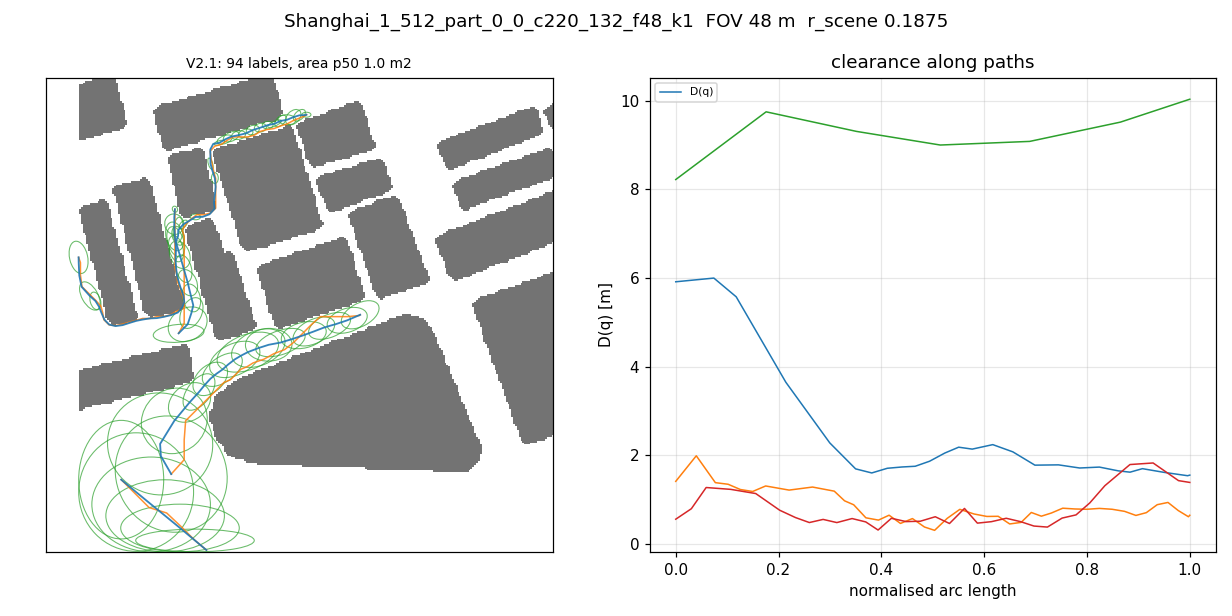 Shanghai_1_512_part_0_0_c220_132_f48_k1 FOV 48 m r_scene 0.1875
V2.1: 94 labels, area p50 1.0 m2
clearance along paths
D(q)
10
8
6
4
2
0
D(q) [m]
0.0 0.2 0.4 0.6 0.8 1.0
normalised arc length